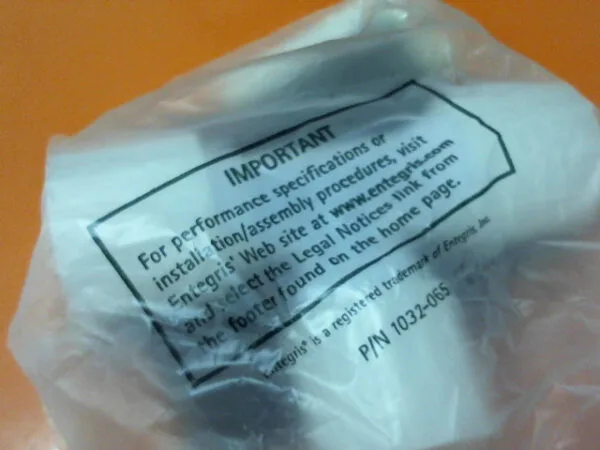 IMPORTANT
For performance specifications or
installation/assembly procedures, visit
Entegris' Web site at www.entegris.com
and select the Legal Notices link from
the footer found on the home page.
Entegris® is a registered trademark of Entegris, Inc.
P/N 1032-065